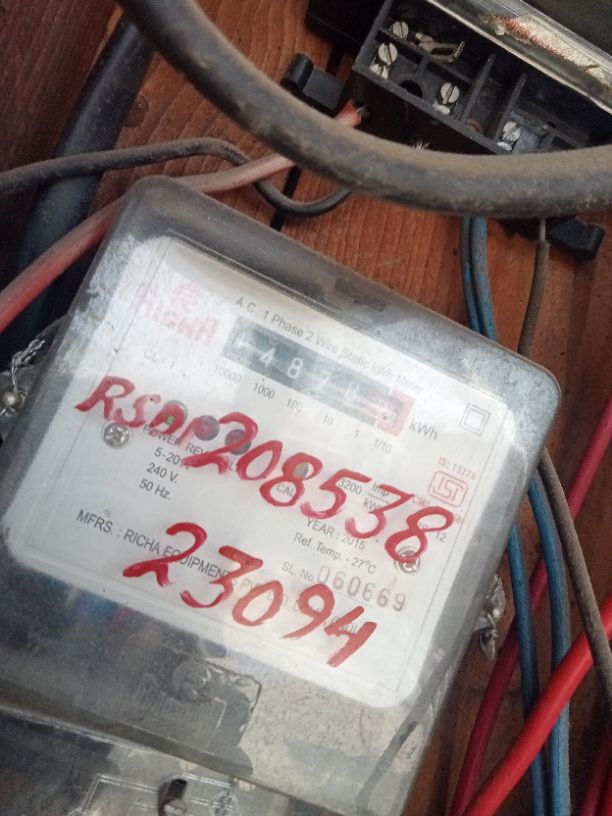 RICHA
A.C. 1 Phase 2 Wire Static kWh Meter
CL - 1
10000 1000 100 10 1 1/10
kWh
RSDP208538
5-20A
240 V.
50 Hz.
3200
CAL
IS: 13779
YEAR : 2015
Ref. Temp. - 27°C
MFRS. : RICHA EQUIPMENTS
SL. No. 060669
23094